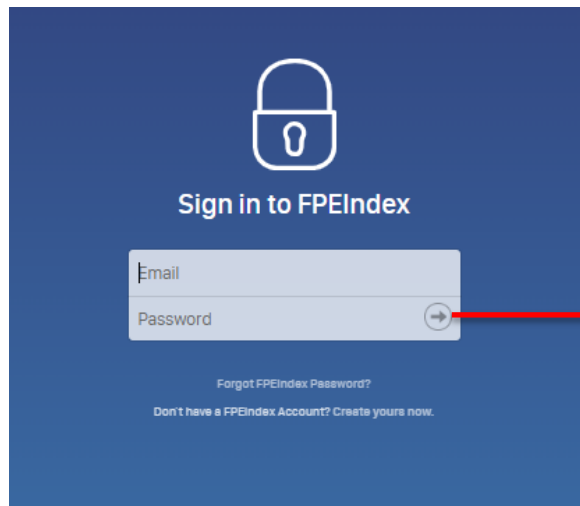 Sign in to FPEIndex
Email
Password
Forgot FPEIndex Password?
Don't have a FPEIndex Account? Create yours now.